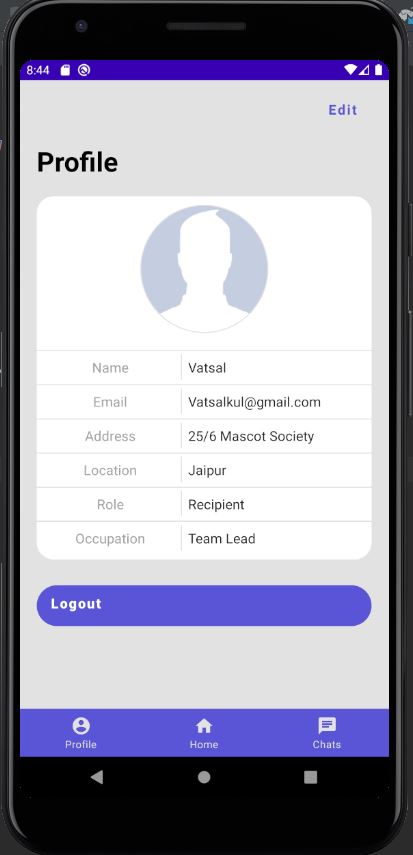 8:44
Edit
Profile
Name Vatsal
Email Vatsalkul@gmail.com
Address 25/6 Mascot Society
Location Jaipur
Role Recipient
Occupation Team Lead
Logout
Profile Home Chats